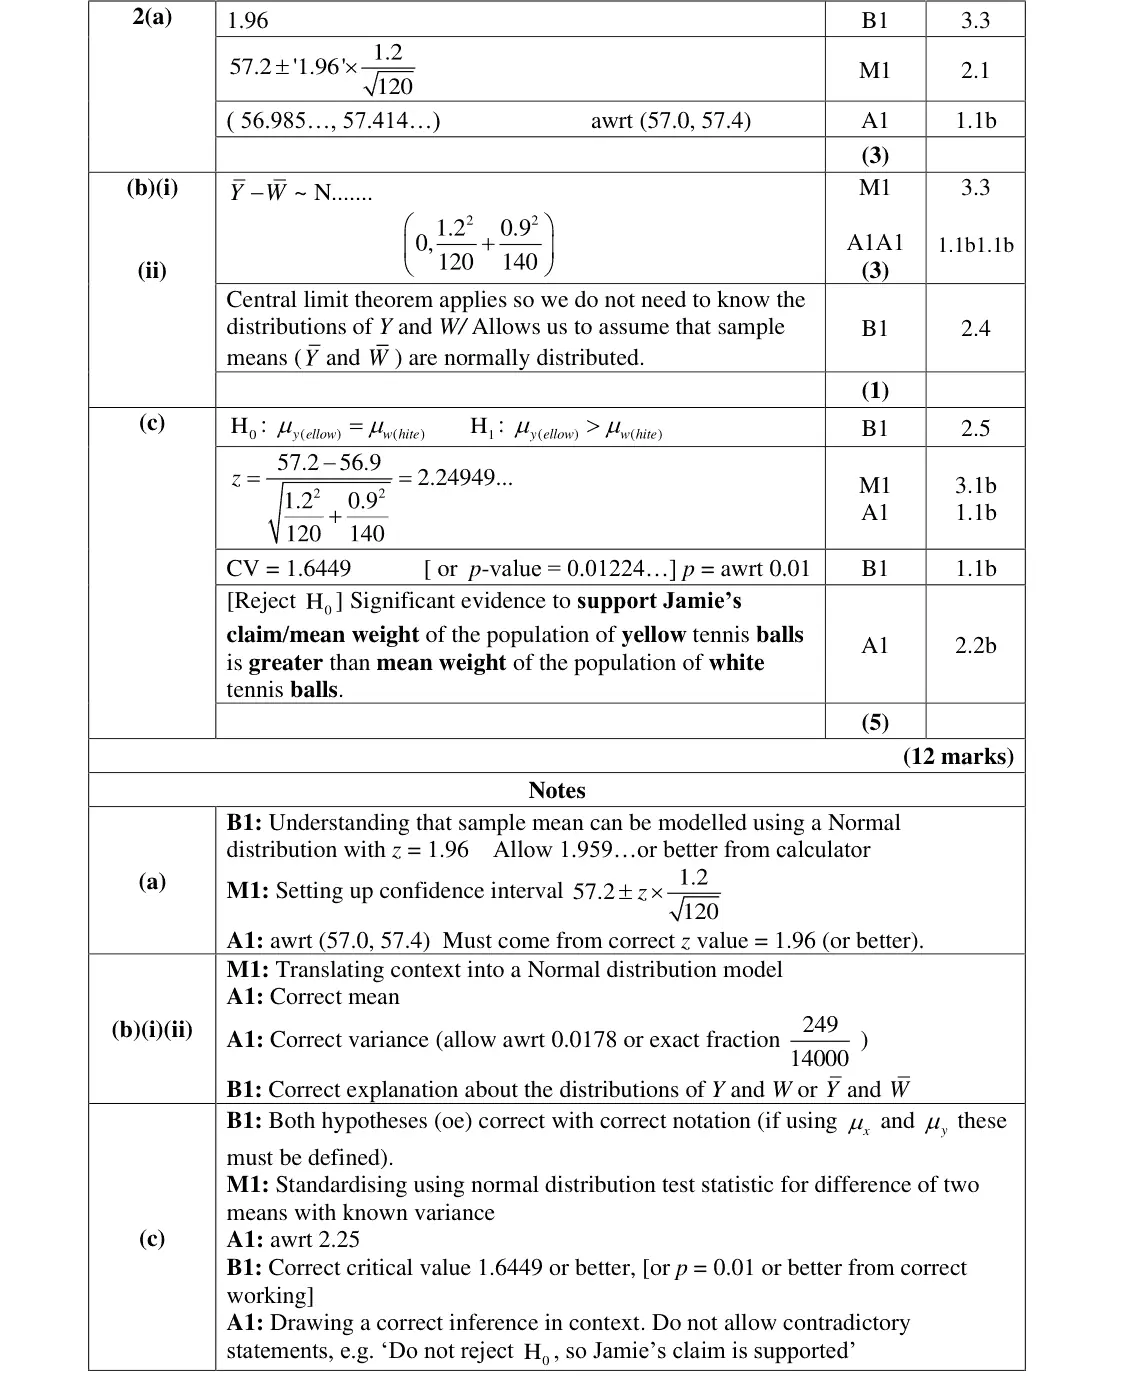 2(a) 1.96 B1 3.3
57.2 ± '1.96' × 1.2/√120 M1 2.1
( 56.985…, 57.414…) awrt (57.0, 57.4) A1 1.1b
(3)
(b)(i) Y̅ – W̅ ~ N....... M1 3.3
(0, 1.2²/120 + 0.9²/140) A1A1 1.1b1.1b
(ii) (3)
Central limit theorem applies so we do not need to know the
distributions of Y and W/ Allows us to assume that sample B1 2.4
means ( Y̅ and W̅ ) are normally distributed.
(1)
(c) H₀ : μ_y(ellow) = μ_w(hite) H₁ : μ_y(ellow) > μ_w(hite) B1 2.5
z = (57.2 – 56.9)/√(1.2²/120 + 0.9²/140) = 2.24949... M1 3.1b
A1 1.1b
CV = 1.6449 [ or p-value = 0.01224…] p = awrt 0.01 B1 1.1b
[Reject H₀ ] Significant evidence to support Jamie’s
claim/mean weight of the population of yellow tennis balls
is greater than mean weight of the population of white A1 2.2b
tennis balls.
(5)
(12 marks)
Notes
B1: Understanding that sample mean can be modelled using a Normal
distribution with z = 1.96 Allow 1.959…or better from calculator
(a) M1: Setting up confidence interval 57.2 ± z × 1.2/√120
A1: awrt (57.0, 57.4) Must come from correct z value = 1.96 (or better).
M1: Translating context into a Normal distribution model
A1: Correct mean
(b)(i)(ii) A1: Correct variance (allow awrt 0.0178 or exact fraction 249/14000 )
B1: Correct explanation about the distributions of Y and W or Y̅ and W̅
B1: Both hypotheses (oe) correct with correct notation (if using μₓ and μ_y these
must be defined).
M1: Standardising using normal distribution test statistic for difference of two
means with known variance
(c) A1: awrt 2.25
B1: Correct critical value 1.6449 or better, [or p = 0.01 or better from correct
working]
A1: Drawing a correct inference in context. Do not allow contradictory
statements, e.g. ‘Do not reject H₀ , so Jamie’s claim is supported’